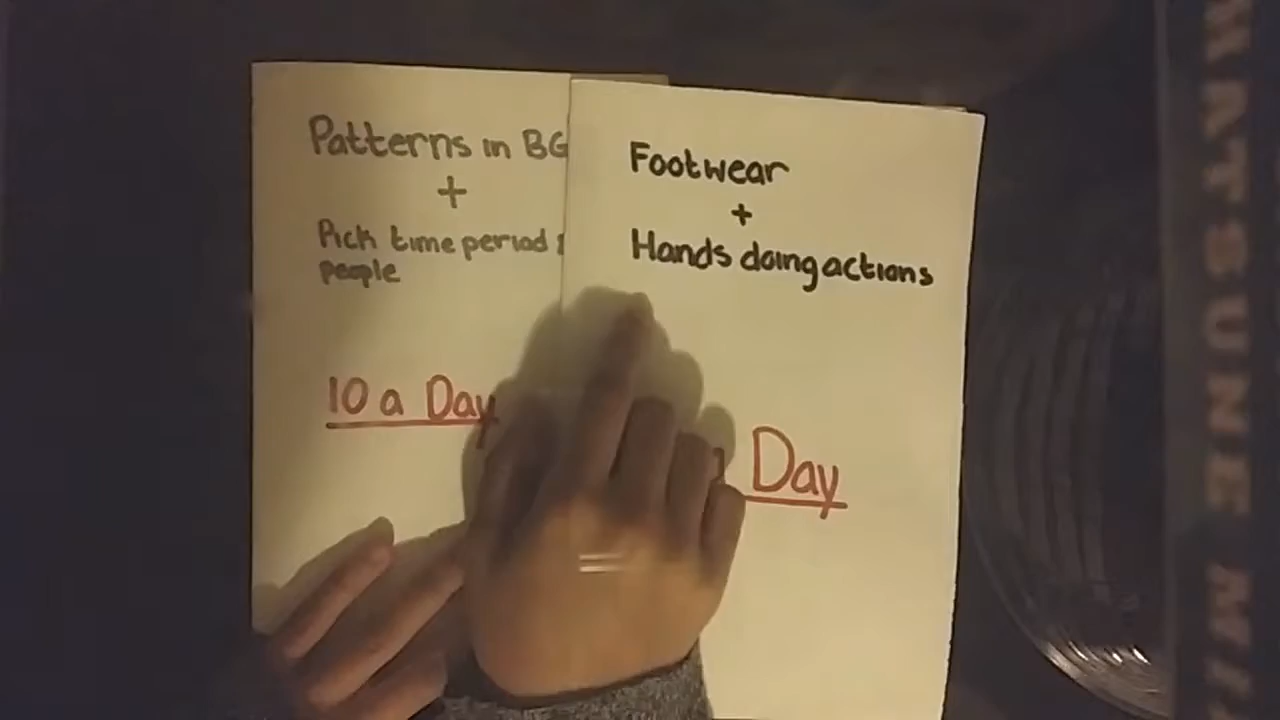 Patterns in BG
+
Pick time period
people
10 a Day
Footwear
+
Hands doing actions
Day